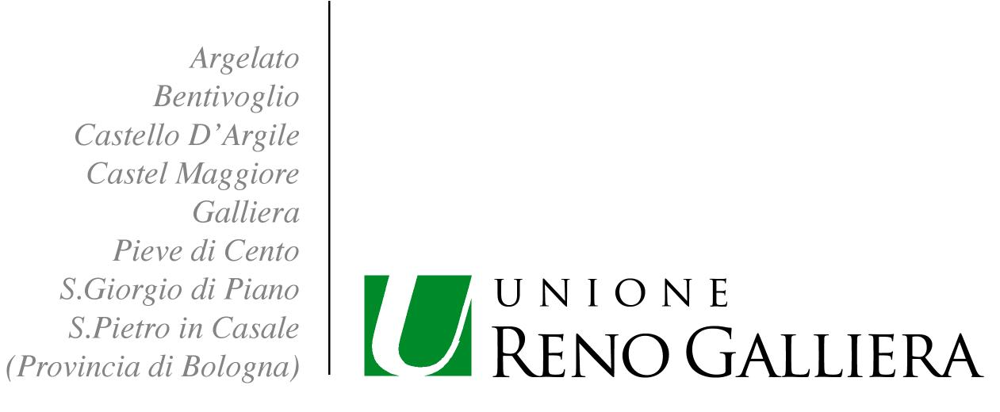 Argelato
Bentivoglio
Castello D’Argile
Castel Maggiore
Galliera
Pieve di Cento
S.Giorgio di Piano
S.Pietro in Casale
(Provincia di Bologna)
U
UNIONE
RENO GALLIERA